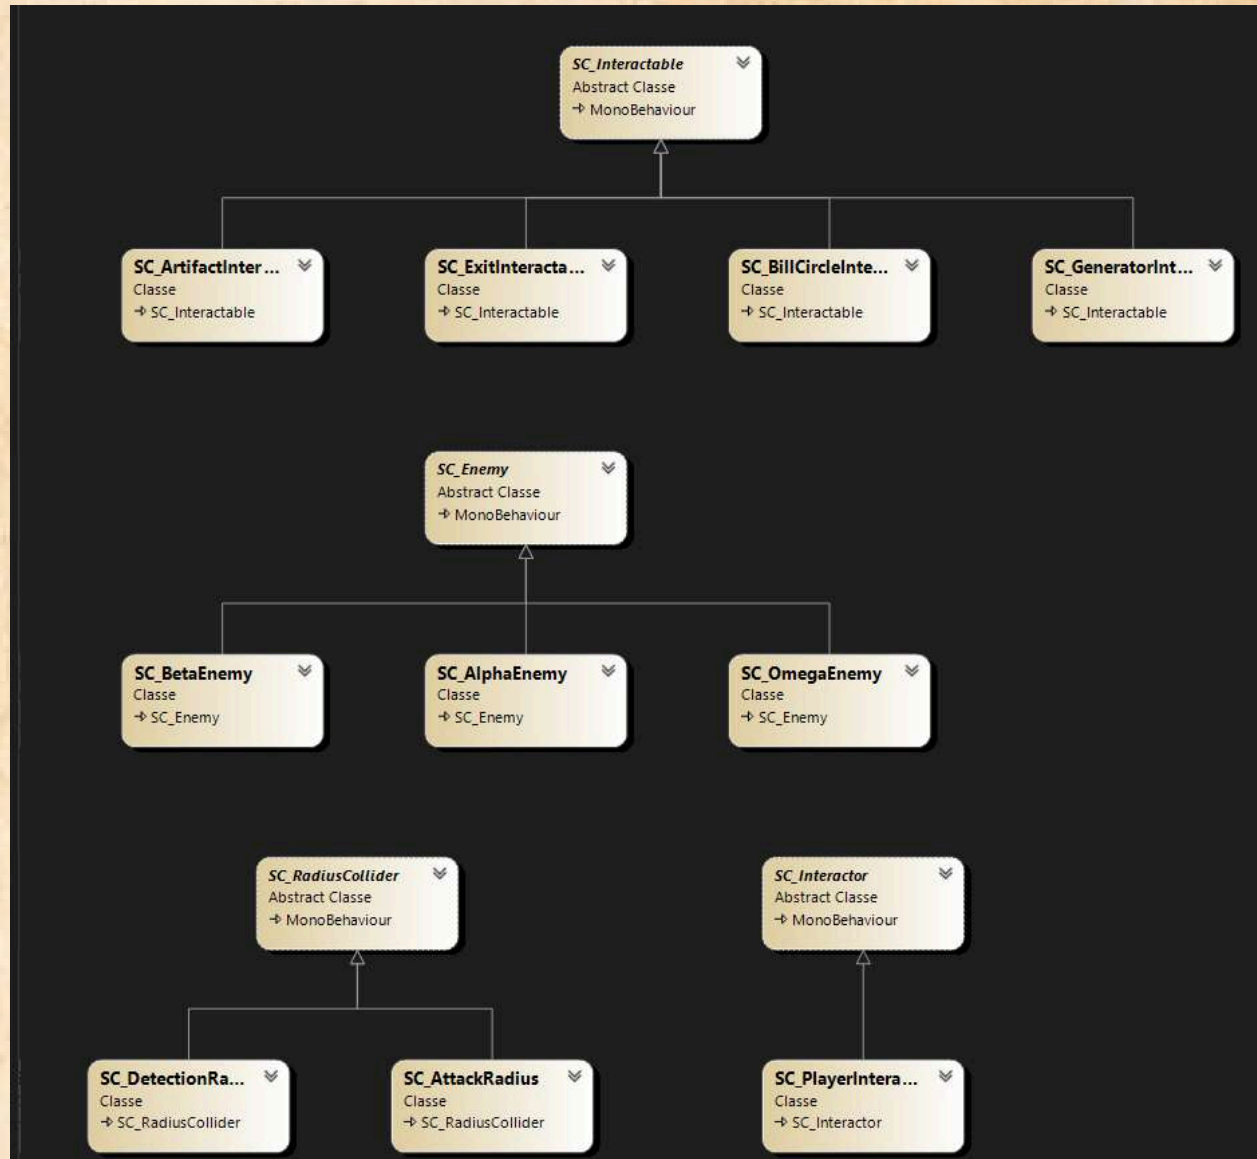 SC_Interactable
Abstract Classe
MonoBehaviour
SC_ArtifactInter...
Classe
SC_Interactable
SC_ExitInteracta...
Classe
SC_Interactable
SC_BillCircleInte...
Classe
SC_Interactable
SC_GeneratorInt...
Classe
SC_Interactable
SC_Enemy
Abstract Classe
MonoBehaviour
SC_BetaEnemy
Classe
SC_Enemy
SC_AlphaEnemy
Classe
SC_Enemy
SC_OmegaEnemy
Classe
SC_Enemy
SC_RadiusCollider
Abstract Classe
MonoBehaviour
SC_Interactor
Abstract Classe
MonoBehaviour
SC_DetectionRa...
Classe
SC_RadiusCollider
SC_AttackRadius
Classe
SC_RadiusCollider
SC_PlayerIntera...
Classe
SC_Interactor